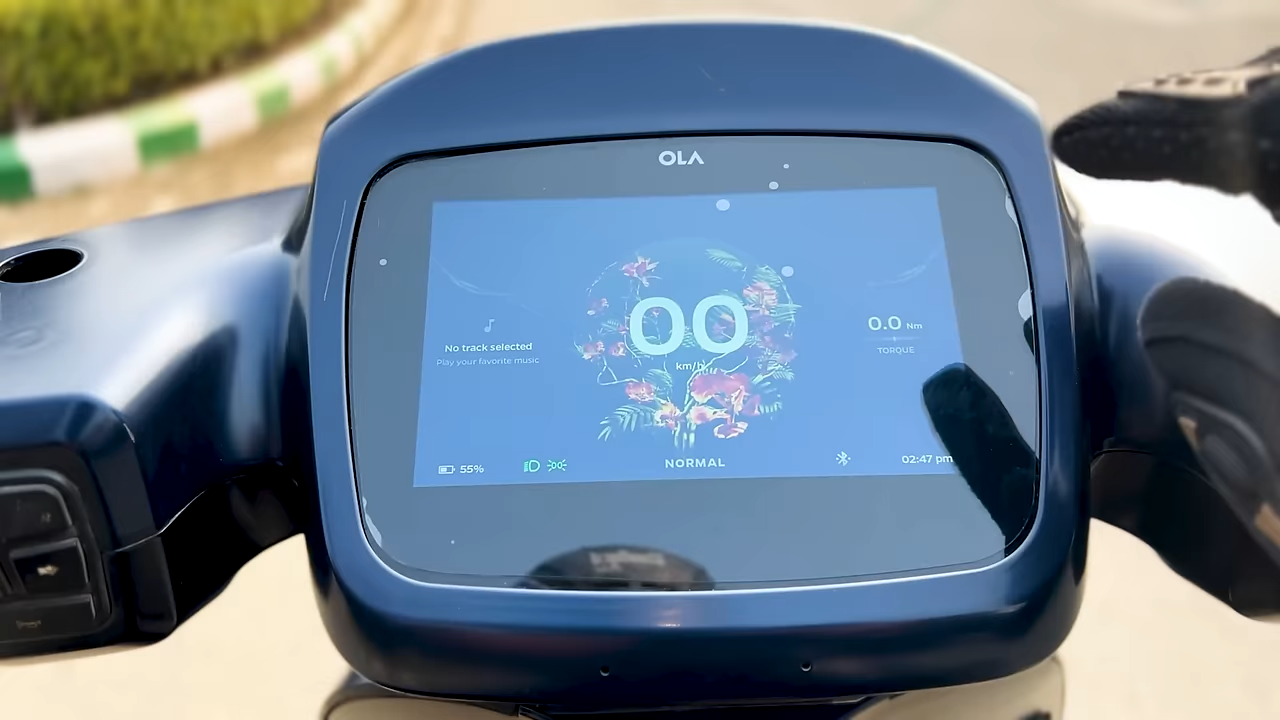 OLA
00
km/h
No track selected
Play your favorite music
0.0 Nm
TORQUE
55%
NORMAL
02:47 pm